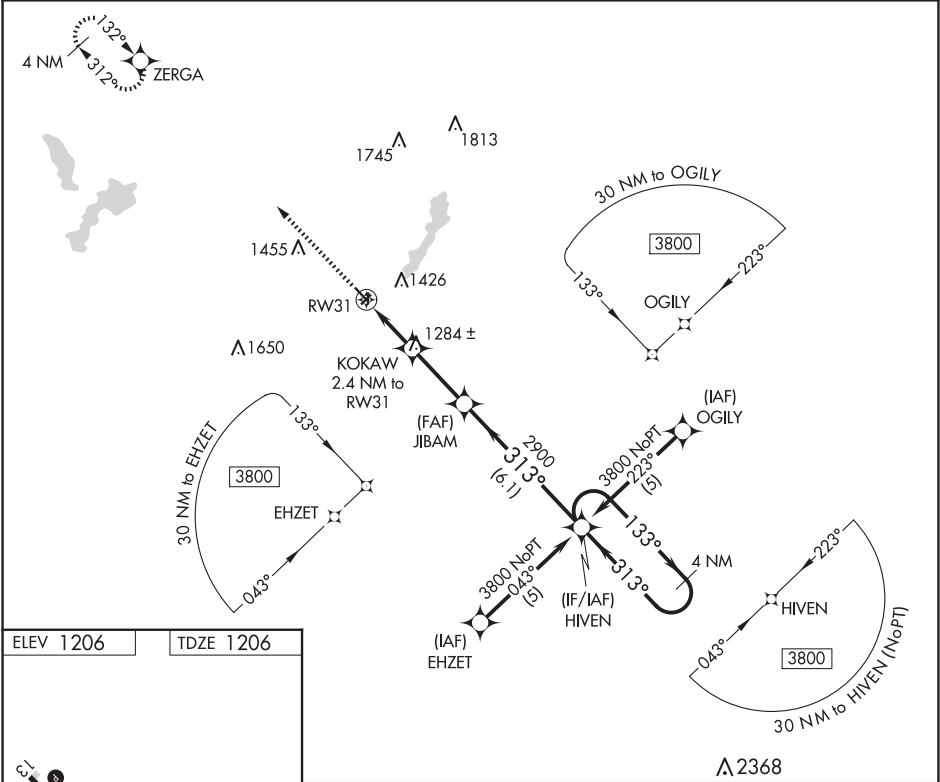 132°
4 NM
312°
ZERGA
1745
1813
30 NM to OGILY
3800
133°
223°
OGILY
1455
1426
RW31
1284 ±
1650
KOKAW
2.4 NM to
RW31
(FAF)
JIBAM
(IAF)
OGILY
30 NM to EHZET
133°
3800
EHZET
043°
2900
313°
(6.1)
3800 NoPT
223°
(5)
133°
4 NM
313°
3800 NoPT
043°
(5)
(IF/IAF)
HIVEN
(IAF)
EHZET
223°
HIVEN
043°
3800
30 NM to HIVEN (NoPT)
2368
ELEV 1206
TDZE 1206
13
P